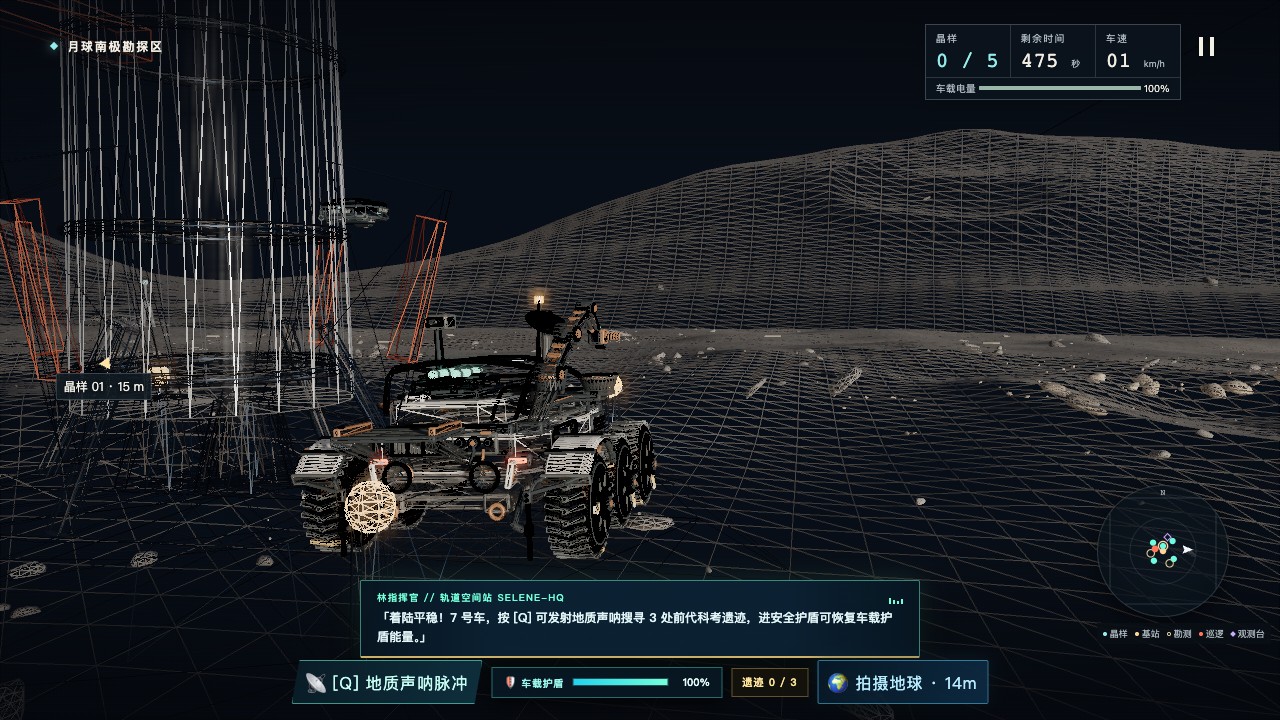 月球南极勘探区
晶样
0 / 5
剩余时间
475 秒
车速
01 km/h
车载电量 100%
晶样 01 · 15 m
N
晶样 基站 勘测 巡逻 观测台
林指挥官 // 轨道空间站 SELENE-HQ
「着陆平稳！7 号车，按 [Q] 可发射地质声呐搜寻 3 处前代科考遗迹，进安全护盾可恢复车载护
盾能量。」
[Q] 地质声呐脉冲
车载护盾 100%
遗迹 0 / 3
拍摄地球 · 14m